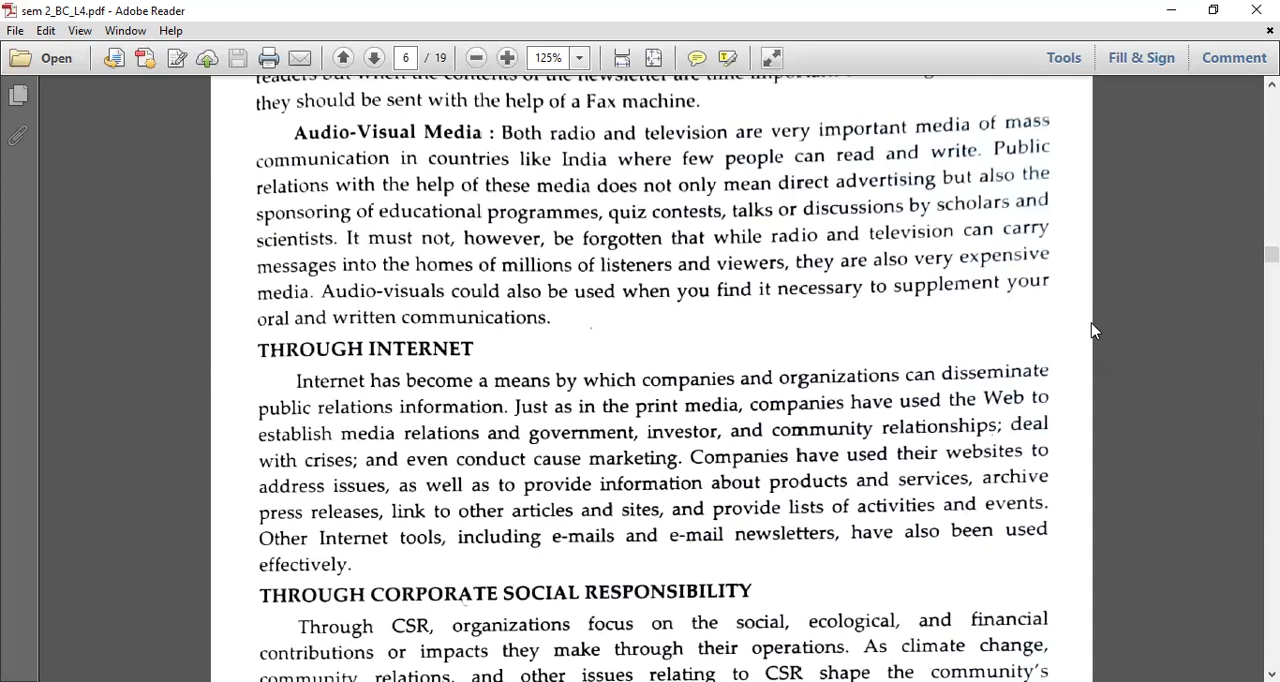 sem 2_BC_L4.pdf - Adobe Reader
File Edit View Window Help
Open 6 / 19 125% Tools Fill & Sign Comment
they should be sent with the help of a Fax machine.
Audio-Visual Media : Both radio and television are very important media of mass
communication in countries like India where few people can read and write. Public
relations with the help of these media does not only mean direct advertising but also the
sponsoring of educational programmes, quiz contests, talks or discussions by scholars and
scientists. It must not, however, be forgotten that while radio and television can carry
messages into the homes of millions of listeners and viewers, they are also very expensive
media. Audio-visuals could also be used when you find it necessary to supplement your
oral and written communications.
THROUGH INTERNET
Internet has become a means by which companies and organizations can disseminate
public relations information. Just as in the print media, companies have used the Web to
establish media relations and government, investor, and community relationships; deal
with crises; and even conduct cause marketing. Companies have used their websites to
address issues, as well as to provide information about products and services, archive
press releases, link to other articles and sites, and provide lists of activities and events.
Other Internet tools, including e-mails and e-mail newsletters, have also been used
effectively.
THROUGH CORPORATE SOCIAL RESPONSIBILITY
Through CSR, organizations focus on the social, ecological, and financial
contributions or impacts they make through their operations. As climate change,
community relations, and other issues relating to CSR shape the community's